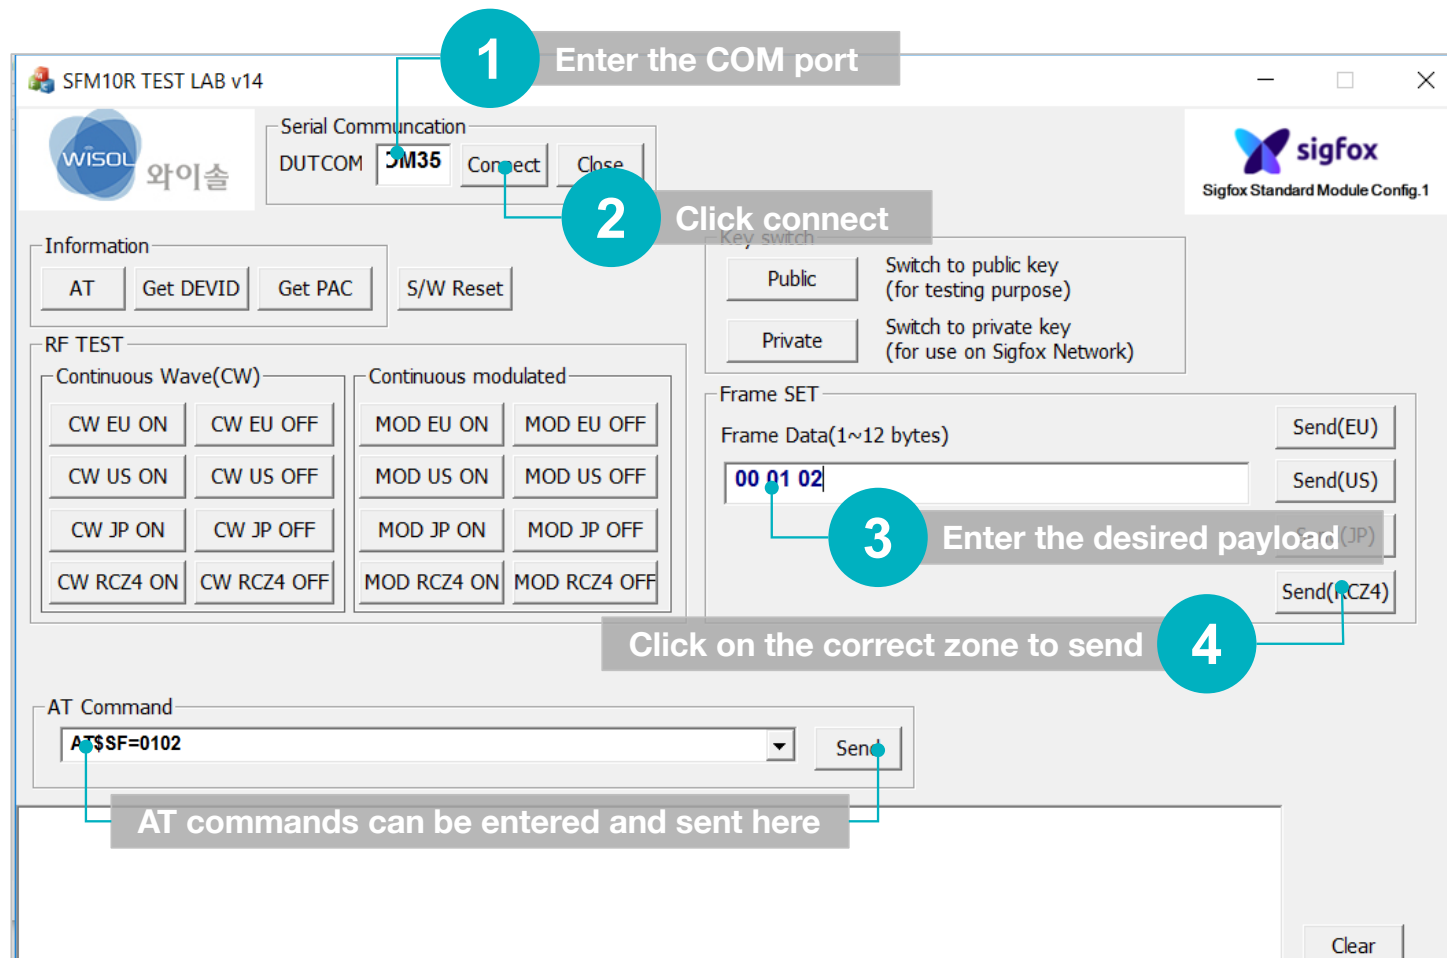 1 Enter the COM port
SFM10R TEST LAB v14
WISOL 와이솔
Serial Communcation
DUTCOM OM35 Connect Close
2 Click connect
sigfox
Sigfox Standard Module Config.1
Information
AT Get DEVID Get PAC S/W Reset
Key switch
Public Switch to public key
(for testing purpose)
Private Switch to private key
(for use on Sigfox Network)
RF TEST
Continuous Wave(CW)
CW EU ON CW EU OFF
CW US ON CW US OFF
CW JP ON CW JP OFF
CW RCZ4 ON CW RCZ4 OFF
Continuous modulated
MOD EU ON MOD EU OFF
MOD US ON MOD US OFF
MOD JP ON MOD JP OFF
MOD RCZ4 ON MOD RCZ4 OFF
Frame SET
Frame Data(1~12 bytes)
00 01 02
Send(EU)
Send(US)
Send(JP)
Send(RCZ4)
3 Enter the desired payload
Click on the correct zone to send 4
AT Command
AT$SF=0102 Send
AT commands can be entered and sent here
Clear